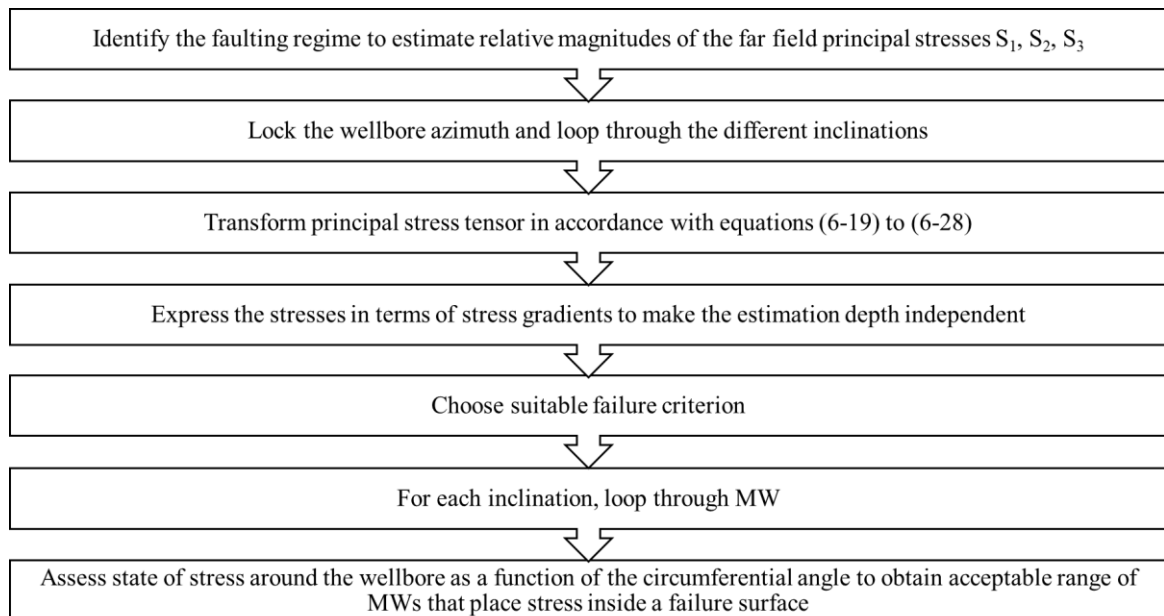 Identify the faulting regime to estimate relative magnitudes of the far field principal stresses S₁, S₂, S₃
Lock the wellbore azimuth and loop through the different inclinations
Transform principal stress tensor in accordance with equations (6-19) to (6-28)
Express the stresses in terms of stress gradients to make the estimation depth independent
Choose suitable failure criterion
For each inclination, loop through MW
Assess state of stress around the wellbore as a function of the circumferential angle to obtain acceptable range of
MWs that place stress inside a failure surface